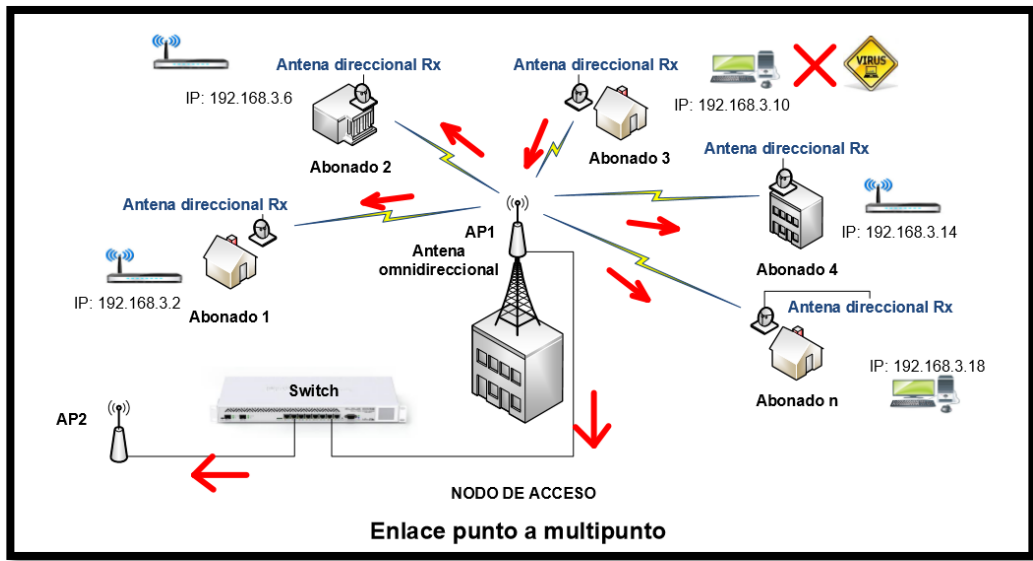 Antena direccional Rx
IP: 192.168.3.6
Abonado 2
Antena direccional Rx
VIRUS
IP: 192.168.3.10
Abonado 3
Antena direccional Rx
IP: 192.168.3.14
Abonado 4
Antena direccional Rx
IP: 192.168.3.2
Abonado 1
AP1
Antena
omnidireccional
Antena direccional Rx
IP: 192.168.3.18
Abonado n
Switch
AP2
NODO DE ACCESO
Enlace punto a multipunto